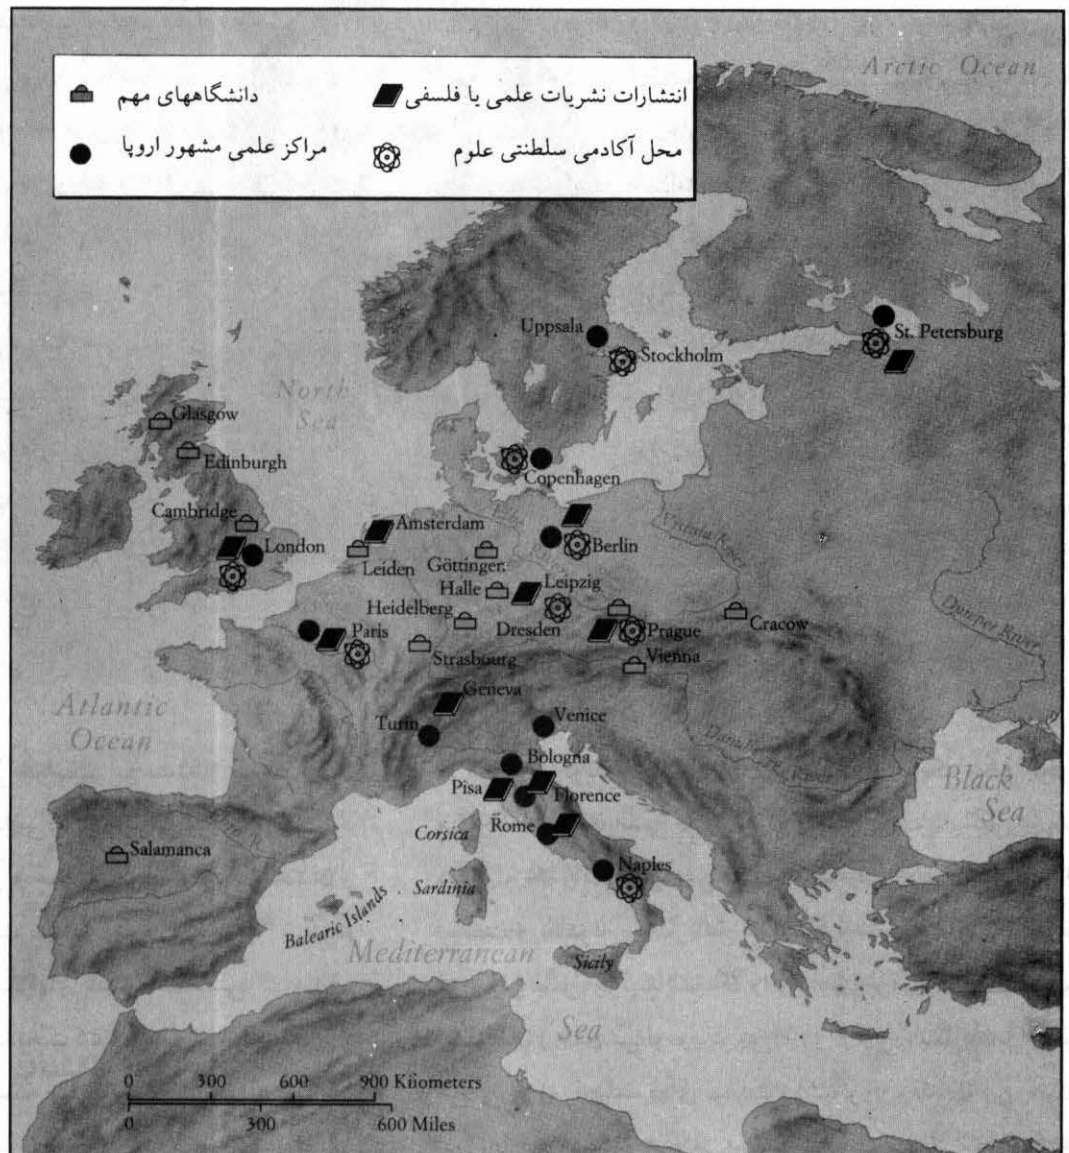 Arctic Ocean
دانشگاههای مهم
انتشارات نشریات علمی یا فلسفی
مراکز علمی مشهور اروپا
محل آکادمی سلطنتی علوم
Uppsala
St. Petersburg
Stockholm
North
Sea
Glasgow
Edinburgh
Copenhagen
Cambridge
Amsterdam
Vistula River
London
Berlin
Leiden
Göttingen
Halle
Leipzig
Heidelberg
Dresden
Prague
Cracow
Dnieper River
Paris
Strasbourg
Vienna
Geneva
Atlantic
Ocean
Turin
Venice
Danube River
Bologna
Black
Sea
Pisa
Florence
Rome
Corsica
Salamanca
Naples
Sardinia
Balearic Islands
Mediterranean
Sicily
Sea
0 300 600 900 Kiiometers
0 300 600 Miles